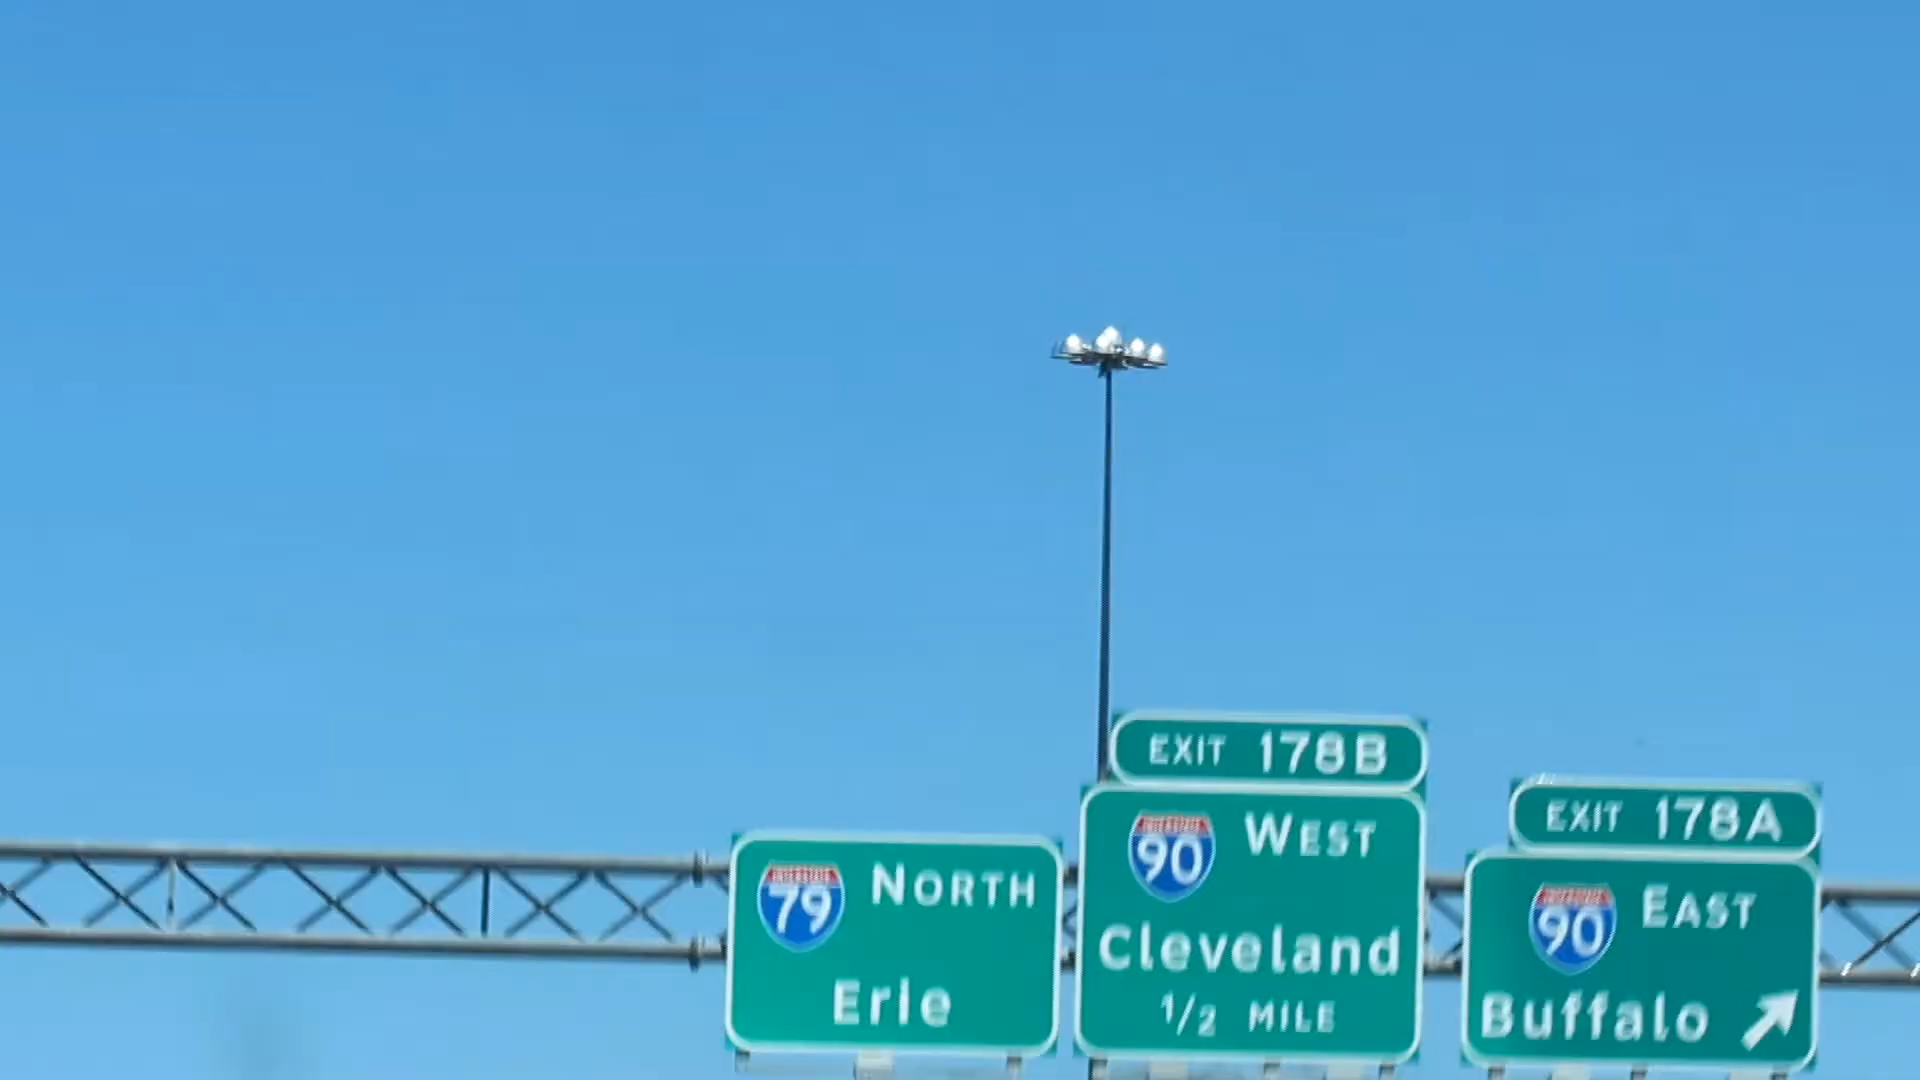 79 NORTH
Erie
EXIT 178B
90 WEST
Cleveland
1/2 MILE
EXIT 178A
90 EAST
Buffalo